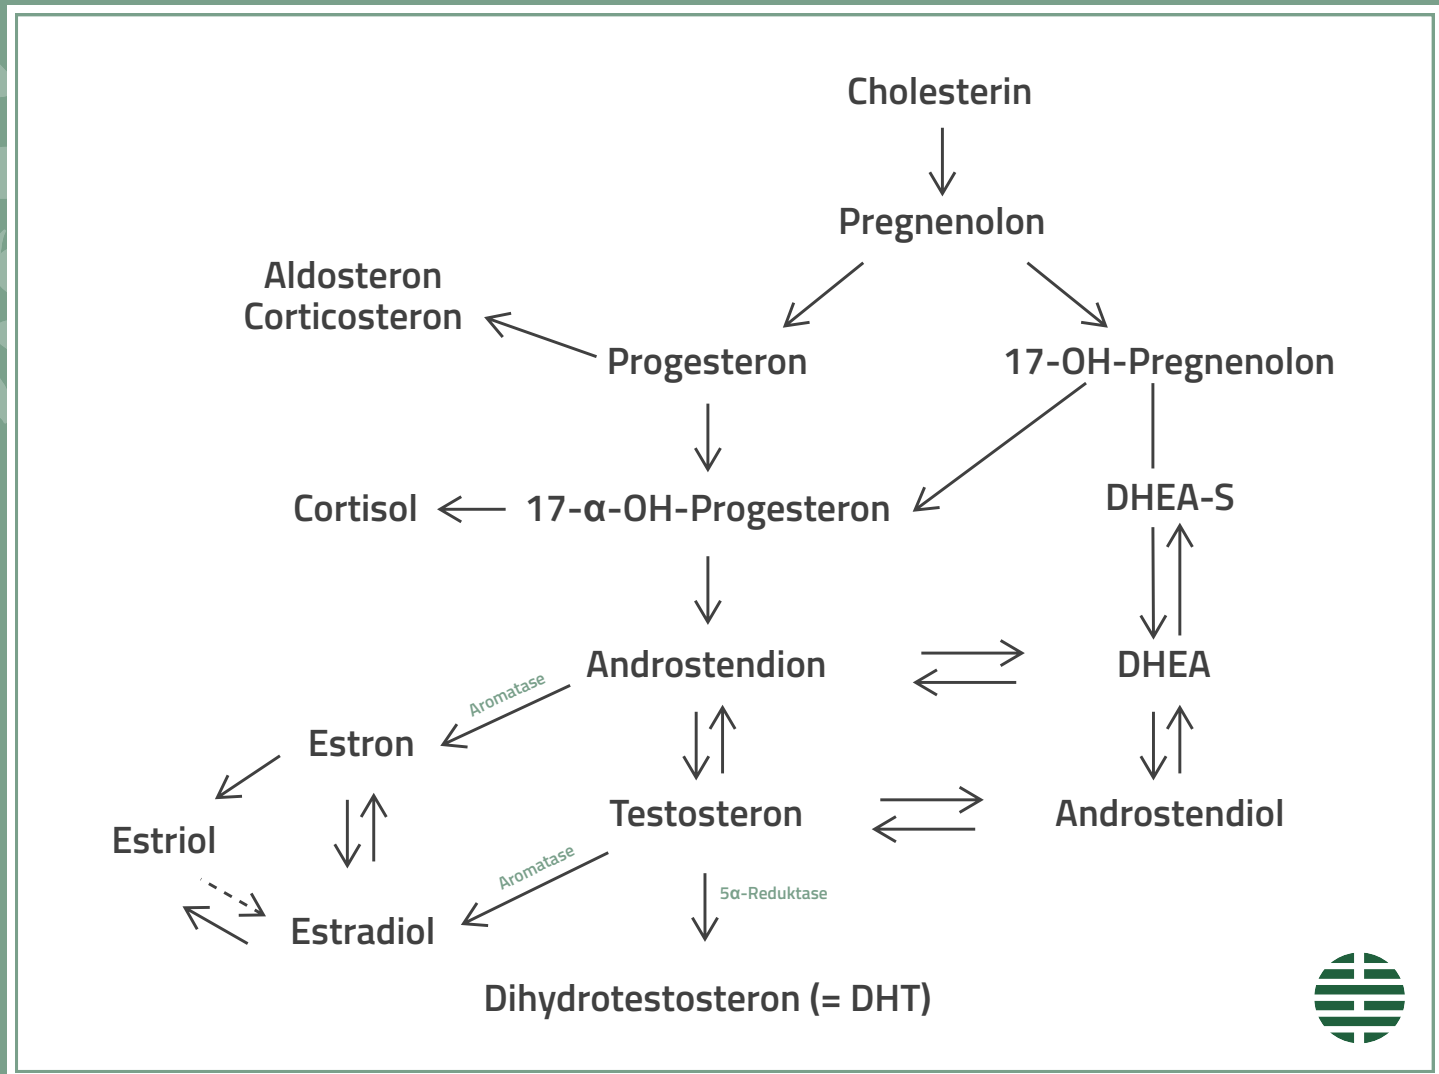 Cholesterin
Pregnenolon
Aldosteron
Corticosteron
Progesteron
17-OH-Pregnenolon
Cortisol
17-α-OH-Progesteron
DHEA-S
Androstendion
DHEA
Aromatase
Estron
Testosteron
Androstendiol
Estriol
Aromatase
5α-Reduktase
Estradiol
Dihydrotestosteron (= DHT)